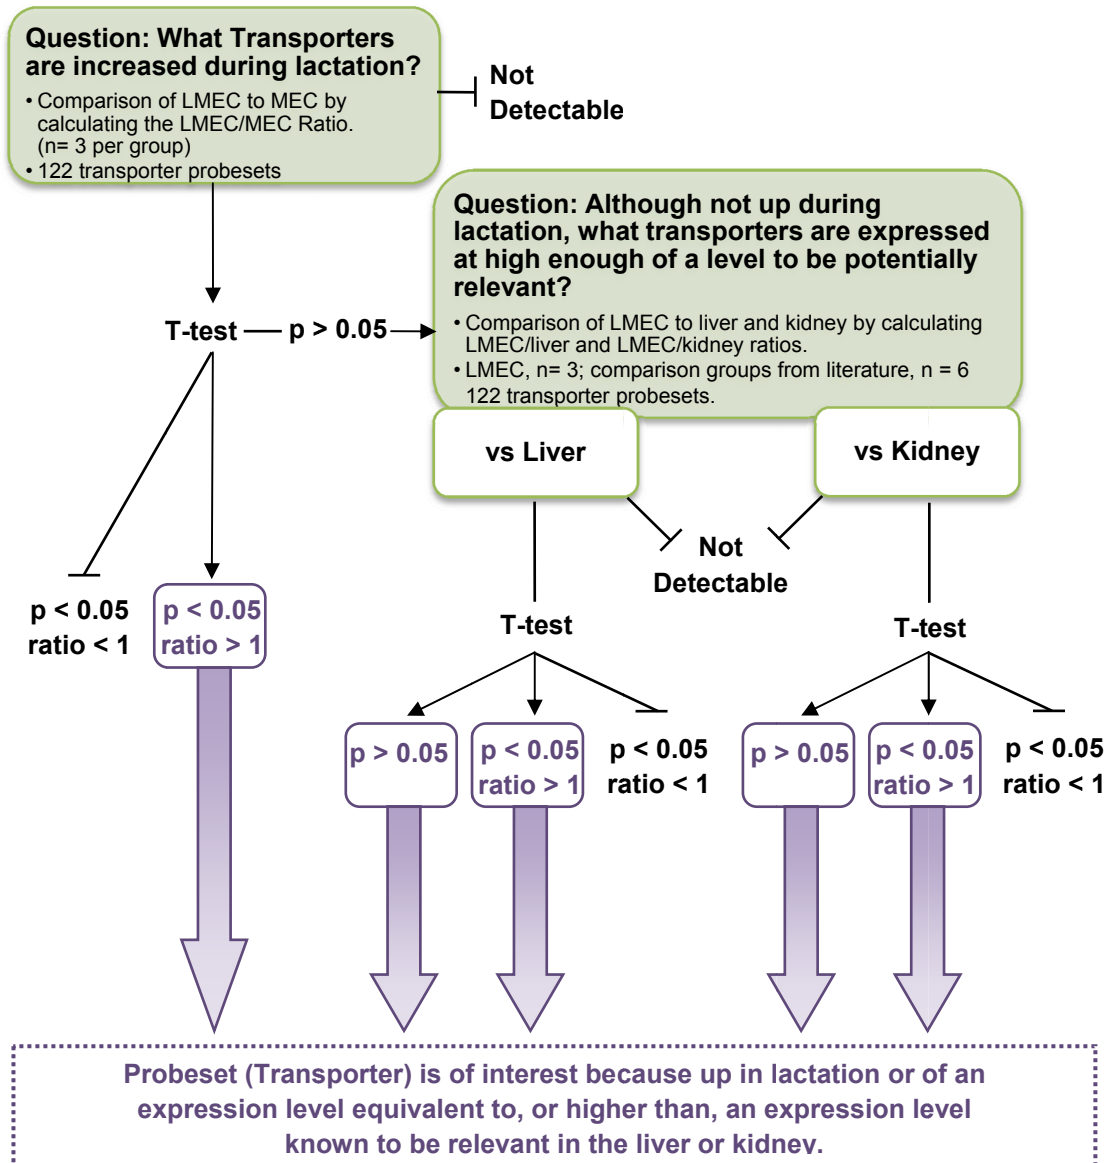 Question: What Transporters
are increased during lactation?
• Comparison of LMEC to MEC by
calculating the LMEC/MEC Ratio.
(n= 3 per group)
• 122 transporter probesets
Not
Detectable
Question: Although not up during
lactation, what transporters are expressed
at high enough of a level to be potentially
relevant?
• Comparison of LMEC to liver and kidney by calculating
LMEC/liver and LMEC/kidney ratios.
• LMEC, n= 3; comparison groups from literature, n = 6
122 transporter probesets.
T-test
p > 0.05
vs Liver
vs Kidney
Not
Detectable
p < 0.05
ratio < 1
p < 0.05
ratio > 1
T-test
T-test
p > 0.05
p < 0.05
ratio > 1
p < 0.05
ratio < 1
p > 0.05
p < 0.05
ratio > 1
p < 0.05
ratio < 1
Probeset (Transporter) is of interest because up in lactation or of an
expression level equivalent to, or higher than, an expression level
known to be relevant in the liver or kidney.